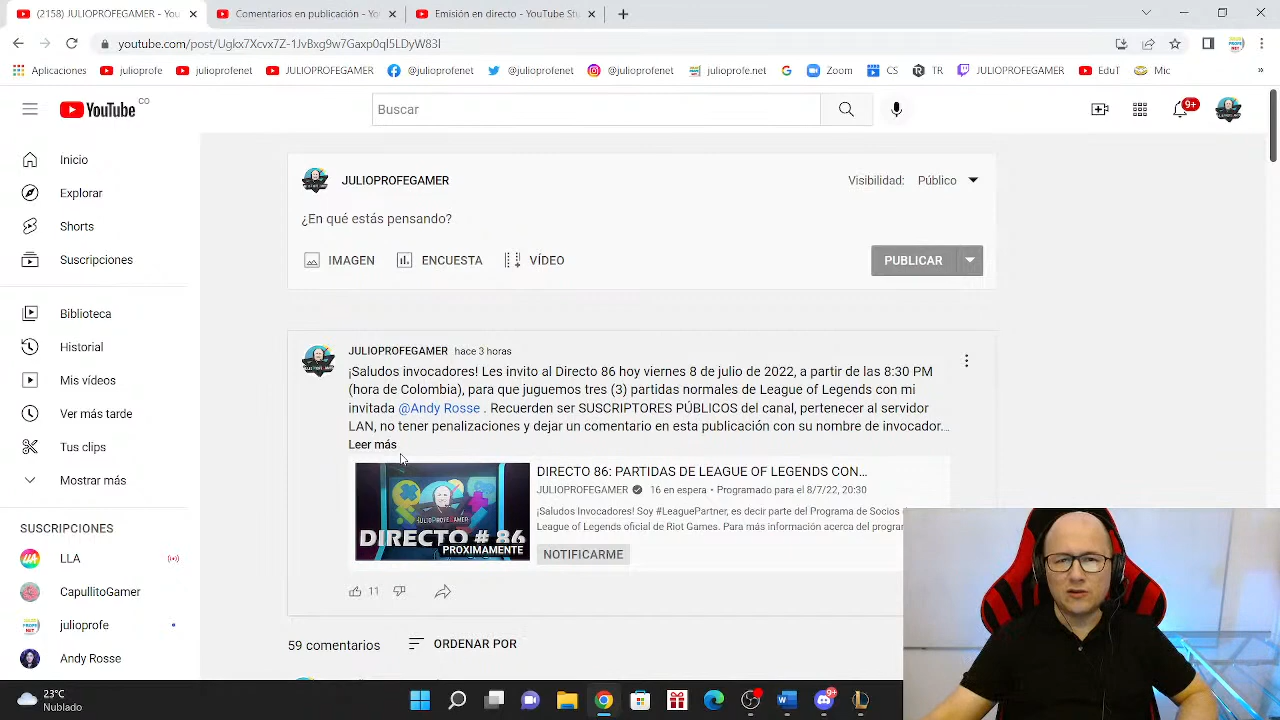 (2158) JULIOPROFEGAMER - You
Comentarios en publicación - Yo
Emisión en directo - YouTube Stu
youtube.com/post/Ugkx7Xcvx7Z-1JvBxg9w7Gaxp0qI5LDyW83I
Aplicaciones
julioprofe
julioprofenet
JULIOPROFEGAMER
@julioprofenet
@julioprofenet
@julioprofenet
julioprofe.net
Zoom
CS
TR
JULIOPROFEGAMER
EduT
Mic
»
YouTube CO
Buscar
9+
Inicio
Explorar
Shorts
Suscripciones
Biblioteca
Historial
Mis vídeos
Ver más tarde
Tus clips
Mostrar más
SUSCRIPCIONES
LLA
CapullitoGamer
julioprofe
Andy Rosse
JULIOPROFEGAMER
Visibilidad: Público
¿En qué estás pensando?
IMAGEN
ENCUESTA
VÍDEO
PUBLICAR
JULIOPROFEGAMER hace 3 horas
¡Saludos invocadores! Les invito al Directo 86 hoy viernes 8 de julio de 2022, a partir de las 8:30 PM
(hora de Colombia), para que juguemos tres (3) partidas normales de League of Legends con mi
invitada @Andy Rosse . Recuerden ser SUSCRIPTORES PÚBLICOS del canal, pertenecer al servidor
LAN, no tener penalizaciones y dejar un comentario en esta publicación con su nombre de invocador...
Leer más
JULIOPROFEGAMER
DIRECTO # 86
PRÓXIMAMENTE
DIRECTO 86: PARTIDAS DE LEAGUE OF LEGENDS CON...
JULIOPROFEGAMER 16 en espera • Programado para el 8/7/22, 20:30
¡Saludos Invocadores! Soy #LeaguePartner, es decir parte del Programa de Socios
League of Legends oficial de Riot Games. Para más información acerca del program
NOTIFICARME
11
59 comentarios
ORDENAR POR
23°C
Nublado